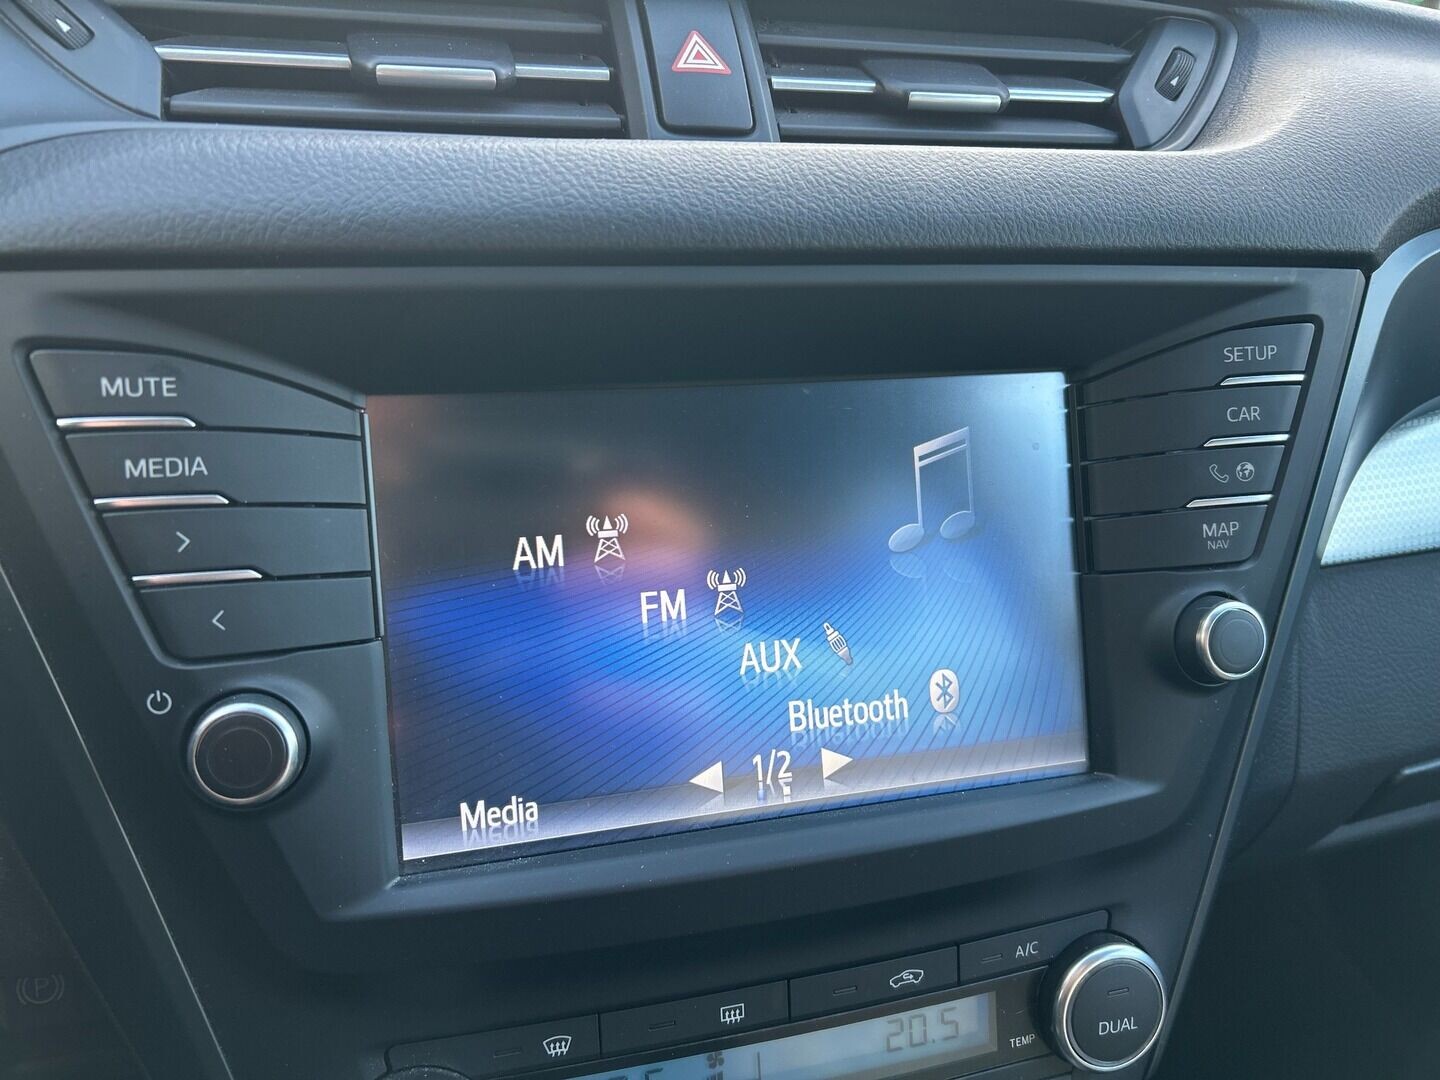 MUTE
MEDIA
>
<
SETUP
CAR
MAP
NAV
AM
FM
AUX
Bluetooth
1/2
Media
A/C
20.5
TEMP
DUAL